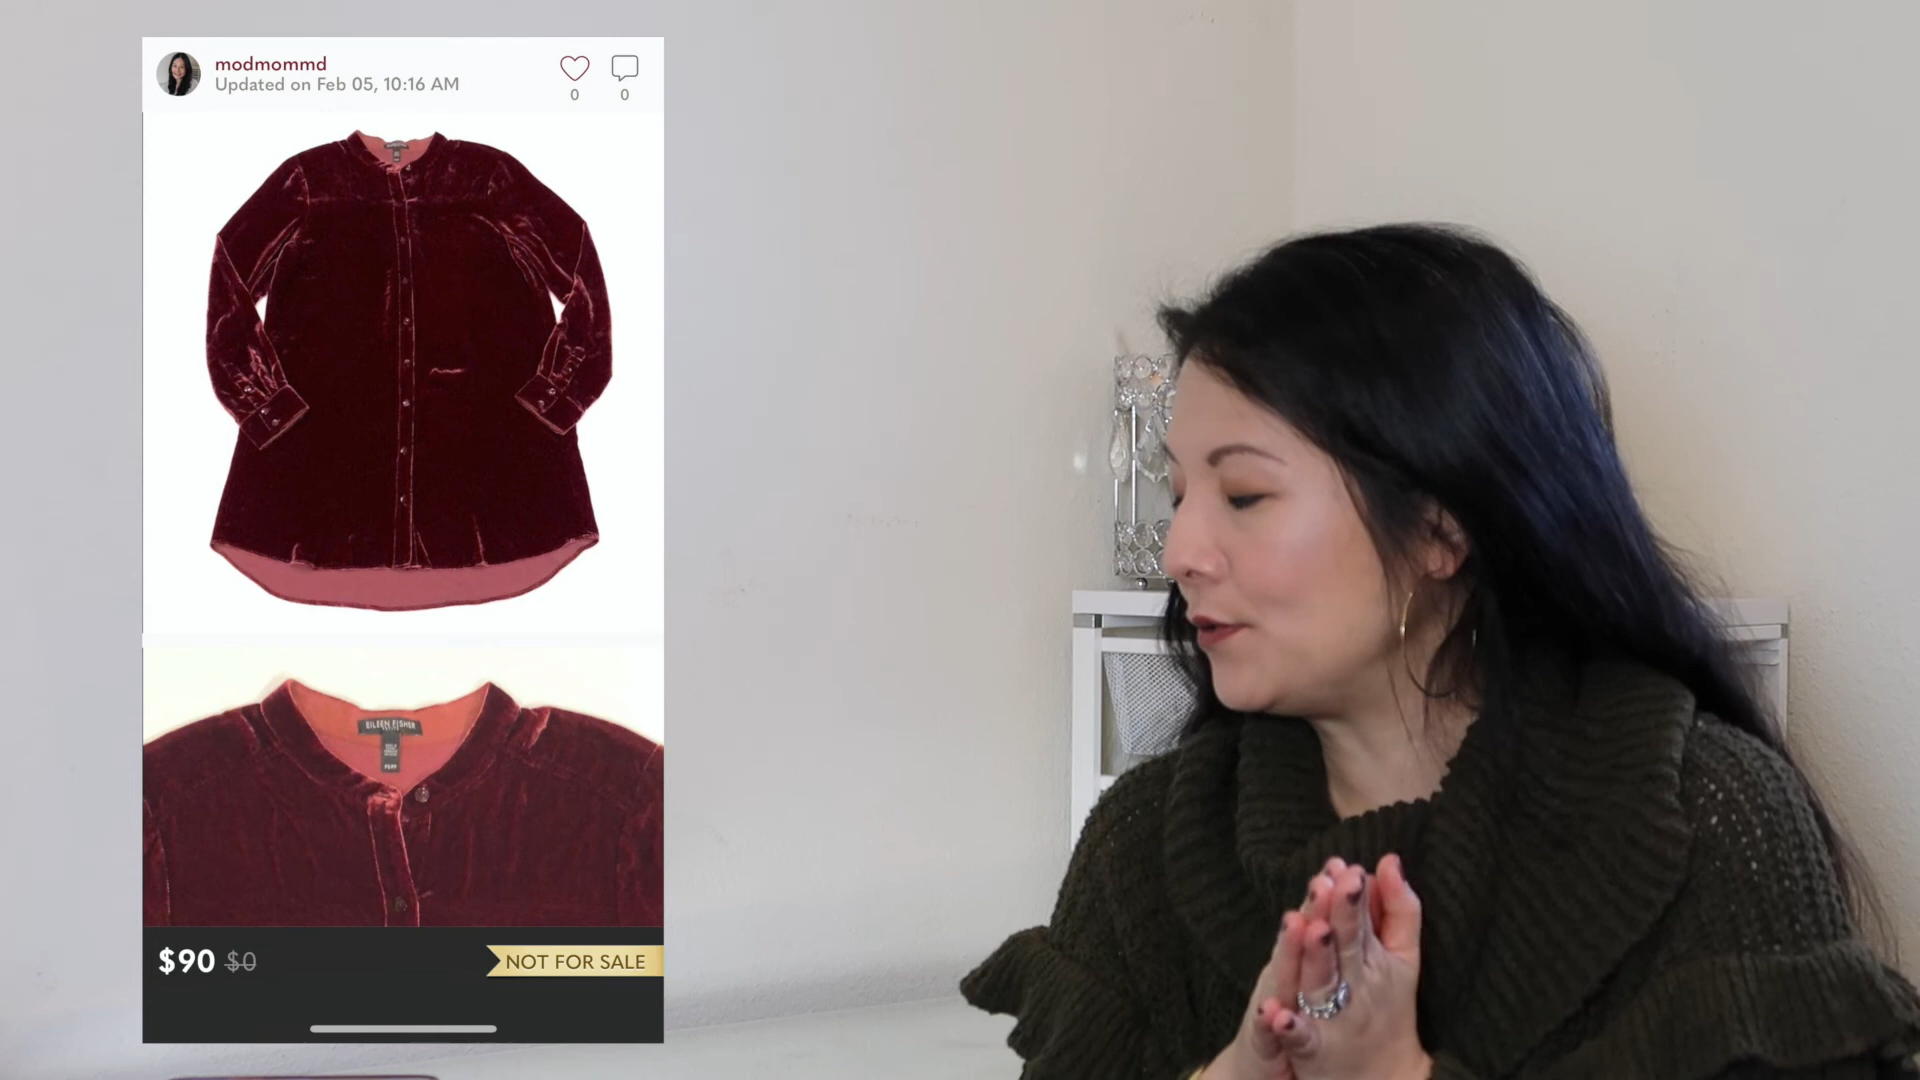 modmommd
Updated on Feb 05, 10:16 AM
0
0
EILEEN FISHER
$90 $0
NOT FOR SALE